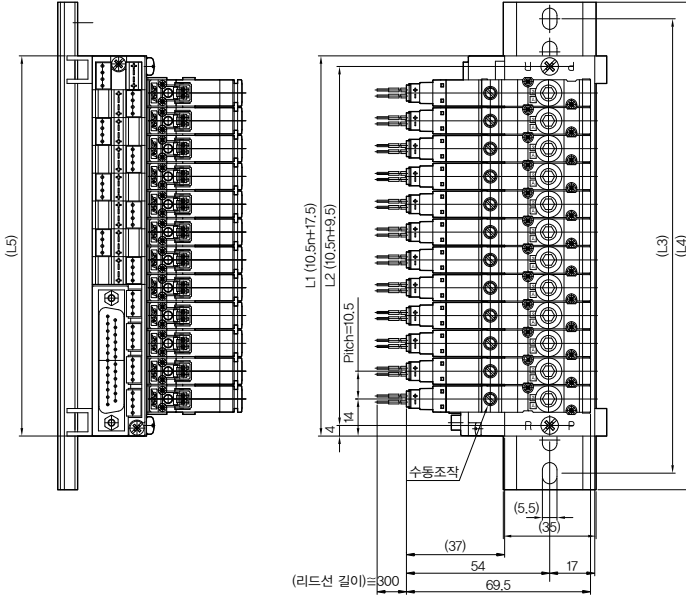 (L5)
L1 (10.5n+17.5)
L2 (10.5n+9.5)
Pitch=10.5
14
4
R P
R P
(L3)
(L4)
수동조작
(5.5)
(35)
(37)
54
17
(리드선 길이)≅300
69.5